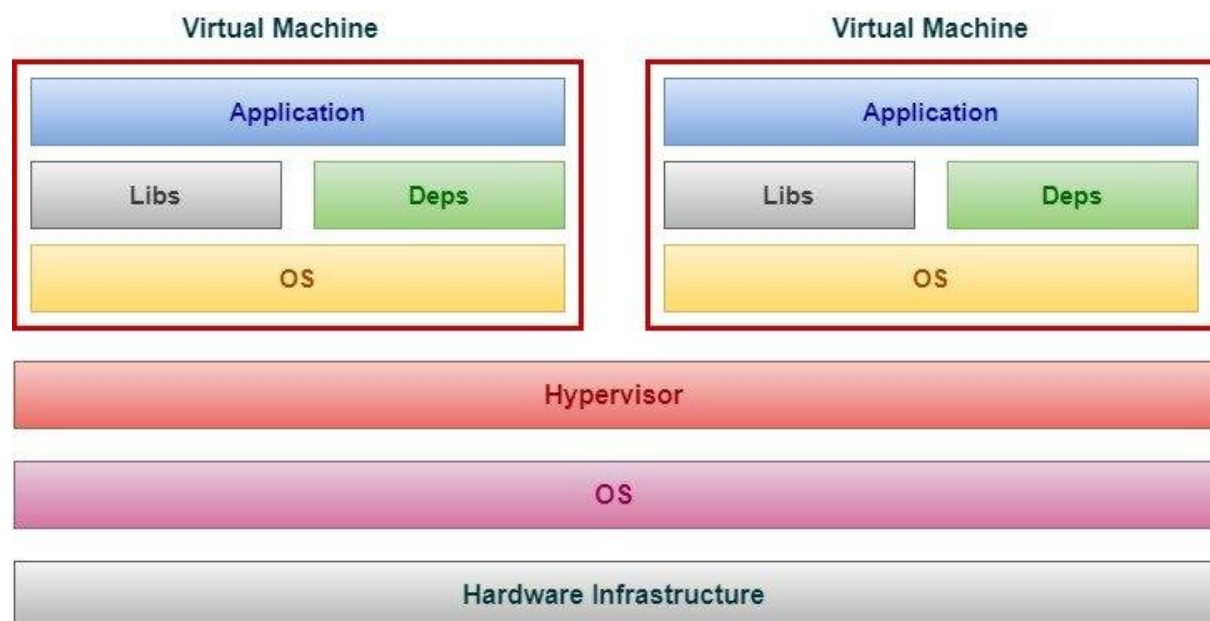 Virtual Machine Virtual Machine
Application Application
Libs Deps Libs Deps
OS OS
Hypervisor
OS
Hardware Infrastructure